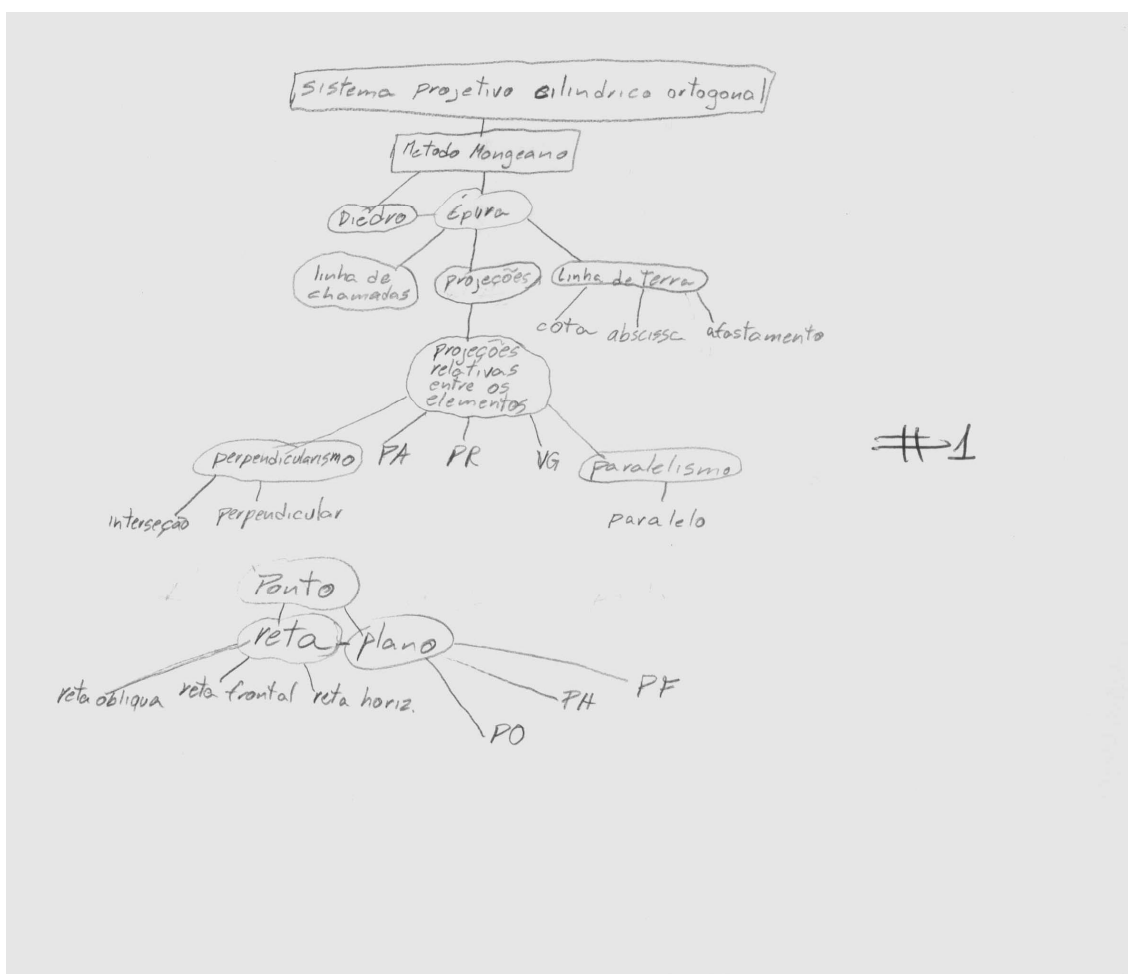 sistema projetivo cilindrico ortogonal
Metodo Mongeano
Diedro Épura
linha de
chamadas
projeções
Linha de Terra
cota abscissa afastamento
projeções
relativas
entre os
elementos
perpendicularismo PA PR VG paralelismo
interseção perpendicular
paralelo
#1
Ponto
reta plano
reta obliqua reta frontal reta horiz.
PO PH PF